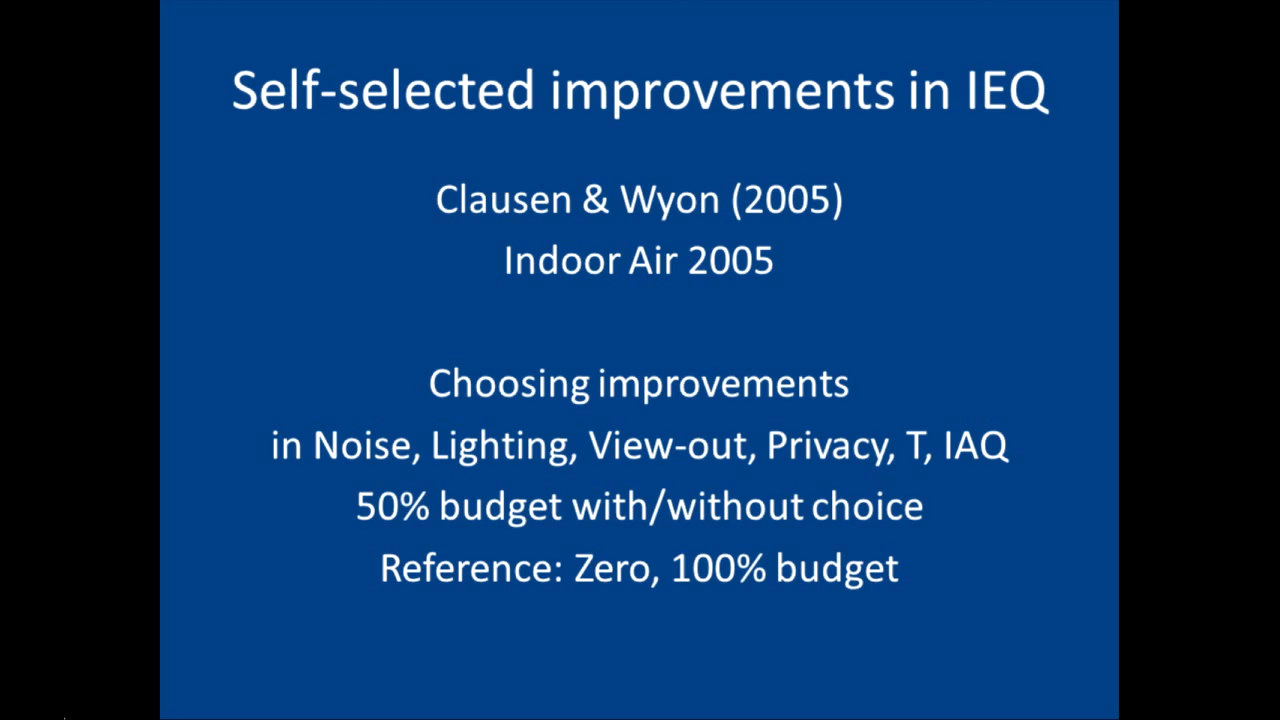 Self-selected improvements in IEQ
Clausen & Wyon (2005)
Indoor Air 2005
Choosing improvements
in Noise, Lighting, View-out, Privacy, T, IAQ
50% budget with/without choice
Reference: Zero, 100% budget